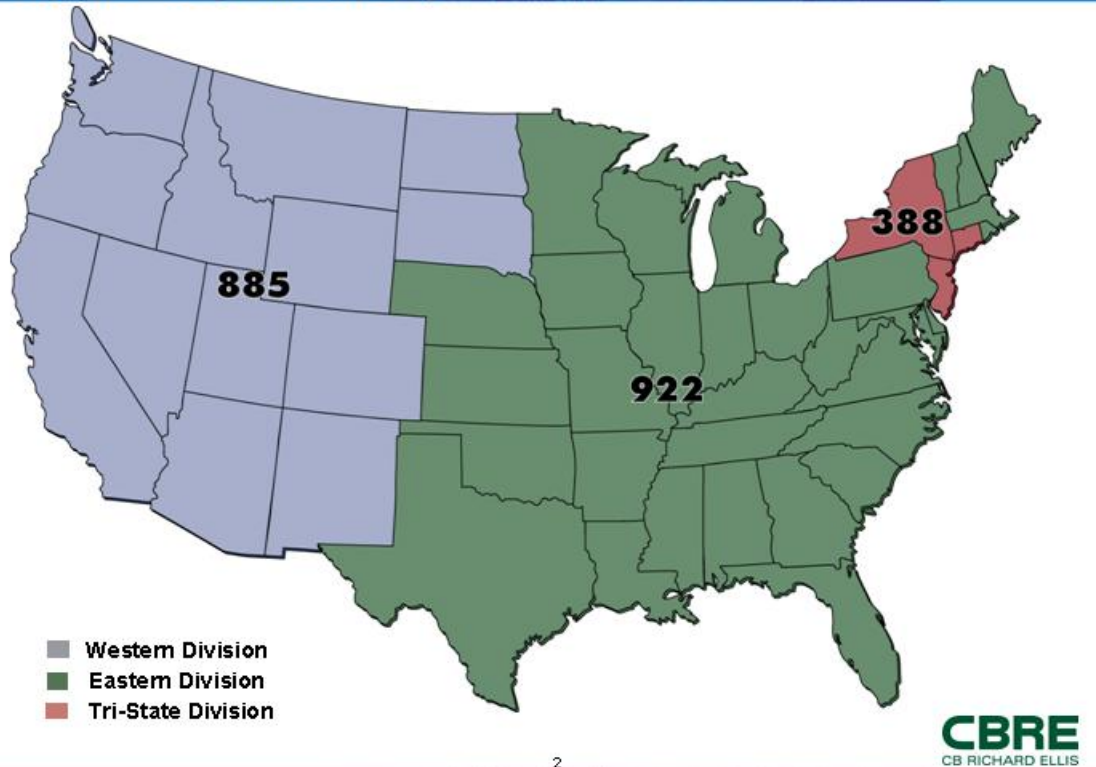 388
885
922
Western Division
Eastern Division
Tri-State Division
CBRE
CB RICHARD ELLIS
2